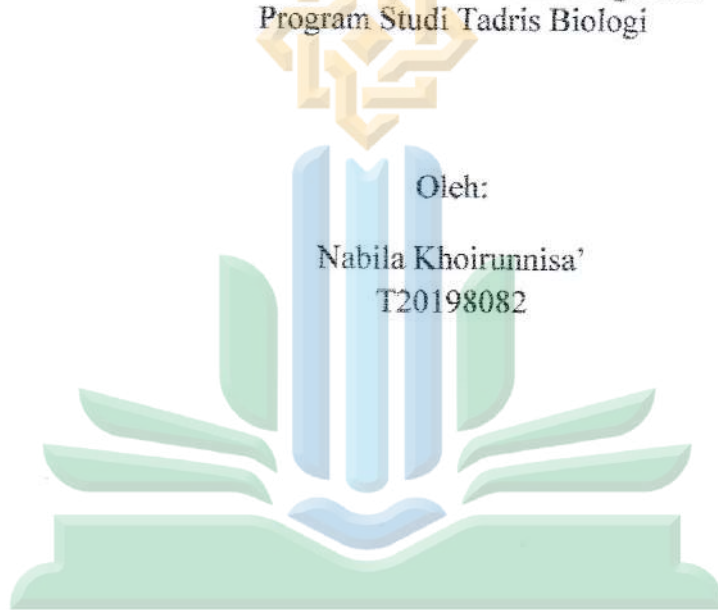 Program Studi Tadris Biologi
Oleh:
Nabila Khoirunnisa’
T20198082